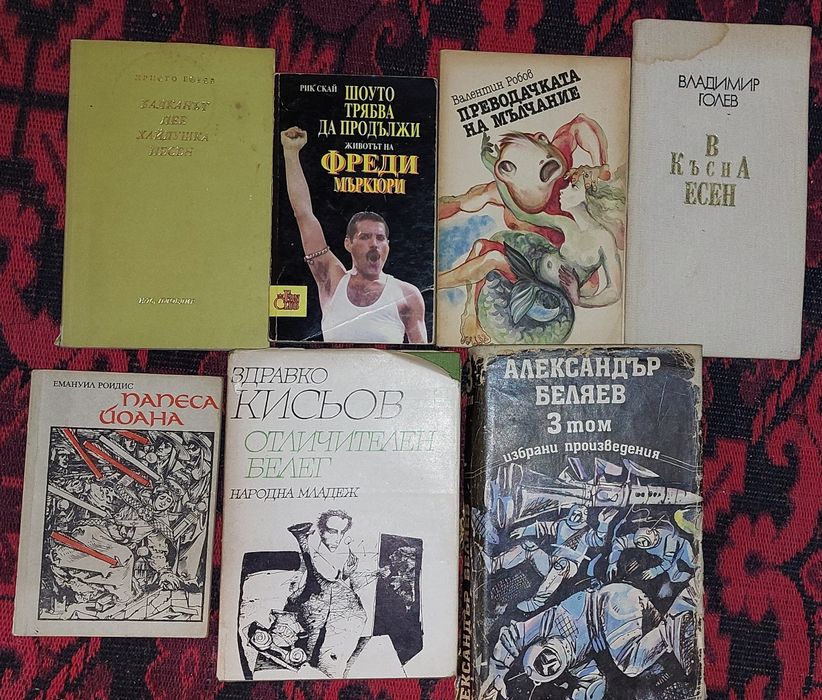 ХРИСТО БОТЕВ
БАЛКАНЪТ
ПЕЕ
ХАЙДУШКА
ПЕСЕН
РИК СКАЙ
ШОУТО
ТРЯБВА
ДА ПРОДЪЛЖИ
ЖИВОТЪТ НА
ФРЕДИ
МЪРКЮРИ
Валентин Робов
ПРЕВОДАЧКАТА
НА МЪЛЧАНИЕ
ВЛАДИМИР
ГОЛЕВ
В
КЪСНА
ЕСЕН
ЕМАНУИЛ РОИДИС
ПАПЕСА
ЙОАНА
ЗДРАВКО
КИСЬОВ
ОТЛИЧИТЕЛЕН
БЕЛЕГ
НАРОДНА МЛАДЕЖ
АЛЕКСАНДЪР
БЕЛЯЕВ
3 том
избрани произведения